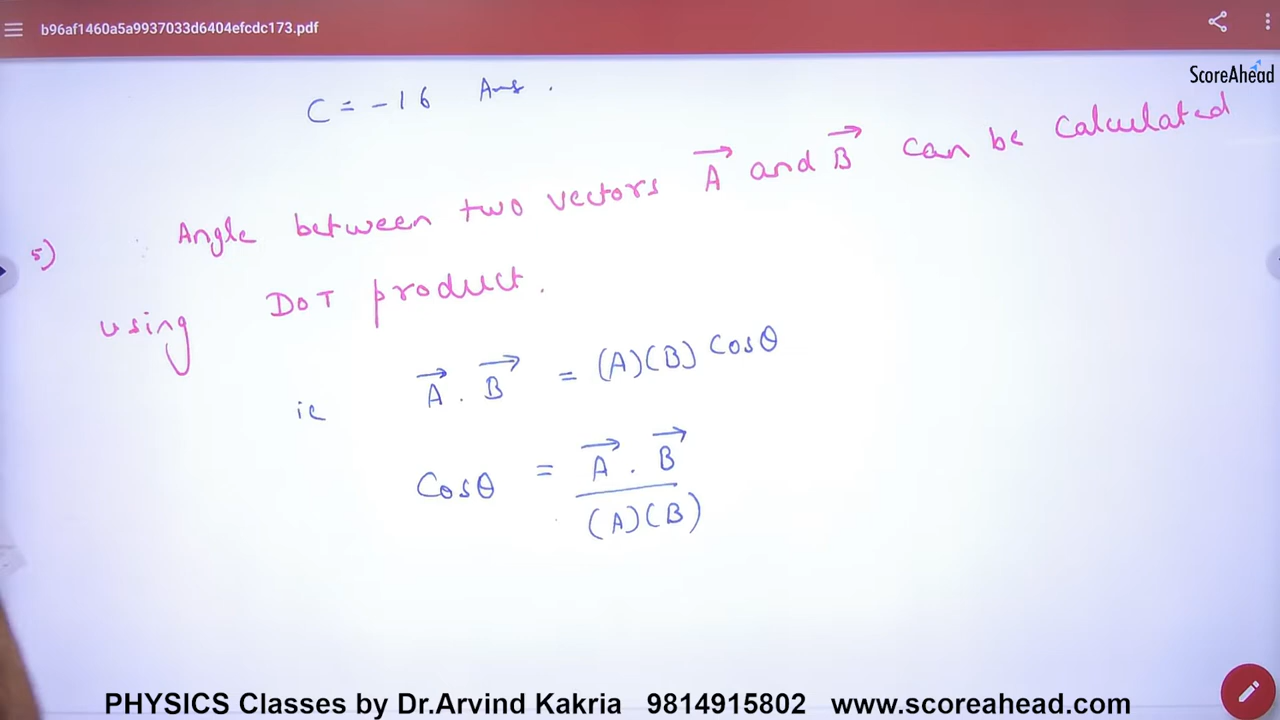 b96af1460a5a9937033d6404efcdc173.pdf
ScoreAhead
C = -16 Ans.
5) Angle between two vectors A⃗ and B⃗ can be calculated
using DOT product.
ie A⃗ . B⃗ = (A)(B) Cosθ
Cosθ = A⃗ . B⃗
(A)(B)
PHYSICS Classes by Dr.Arvind Kakria 9814915802 www.scoreahead.com